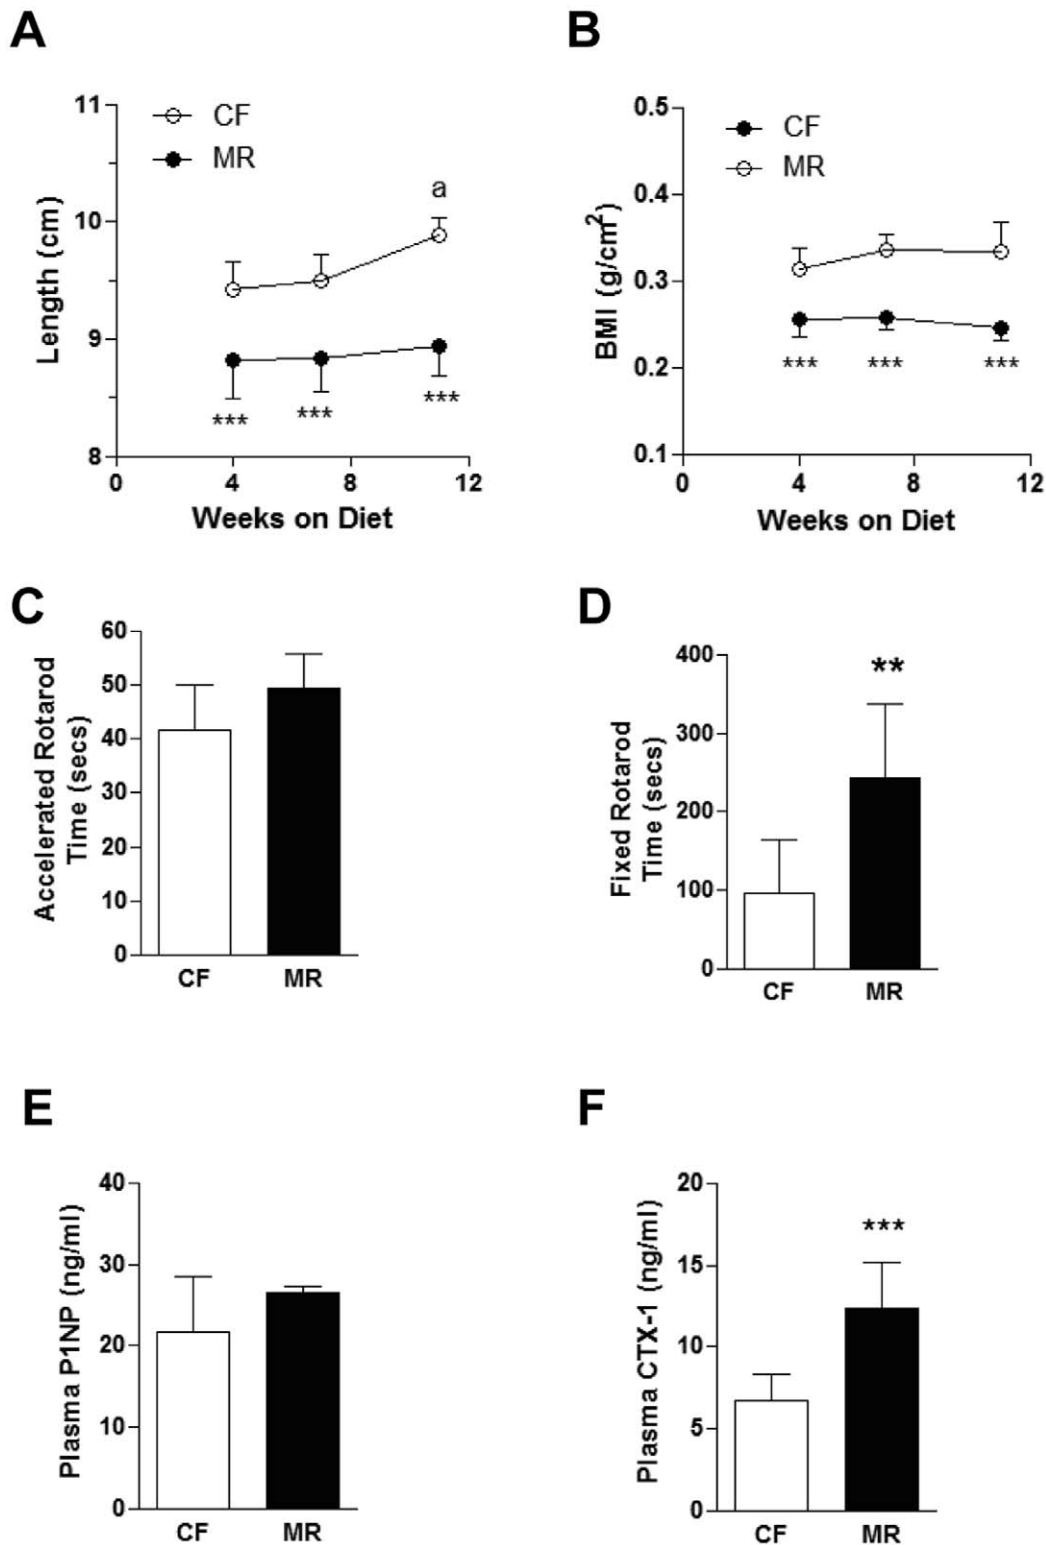 A
11
10
9
8
Length (cm)
CF
MR
a
***
***
***
0
4
8
12
Weeks on Diet
B
0.5
0.4
0.3
0.2
0.1
BMI (g/cm²)
CF
MR
***
***
***
0
4
8
12
Weeks on Diet
C
60
50
40
30
20
10
0
Accelerated Rotarod
Time (secs)
CF
MR
D
400
300
200
100
0
Fixed Rotarod
Time (secs)
**
CF
MR
E
40
30
20
10
0
Plasma P1NP (ng/ml)
CF
MR
F
20
15
10
5
0
Plasma CTX-1 (ng/ml)
***
CF
MR